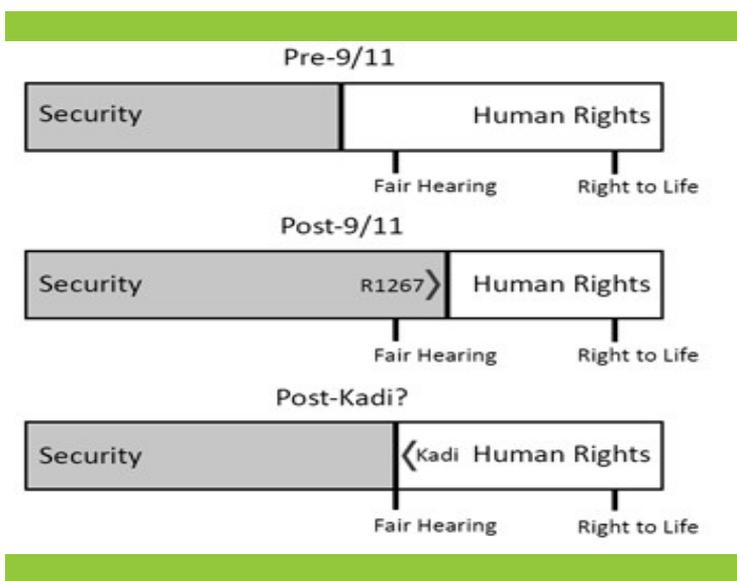 Pre-9/11
Security Human Rights
Fair Hearing Right to Life
Post-9/11
Security R1267 Human Rights
Fair Hearing Right to Life
Post-Kadi?
Security Kadi Human Rights
Fair Hearing Right to Life